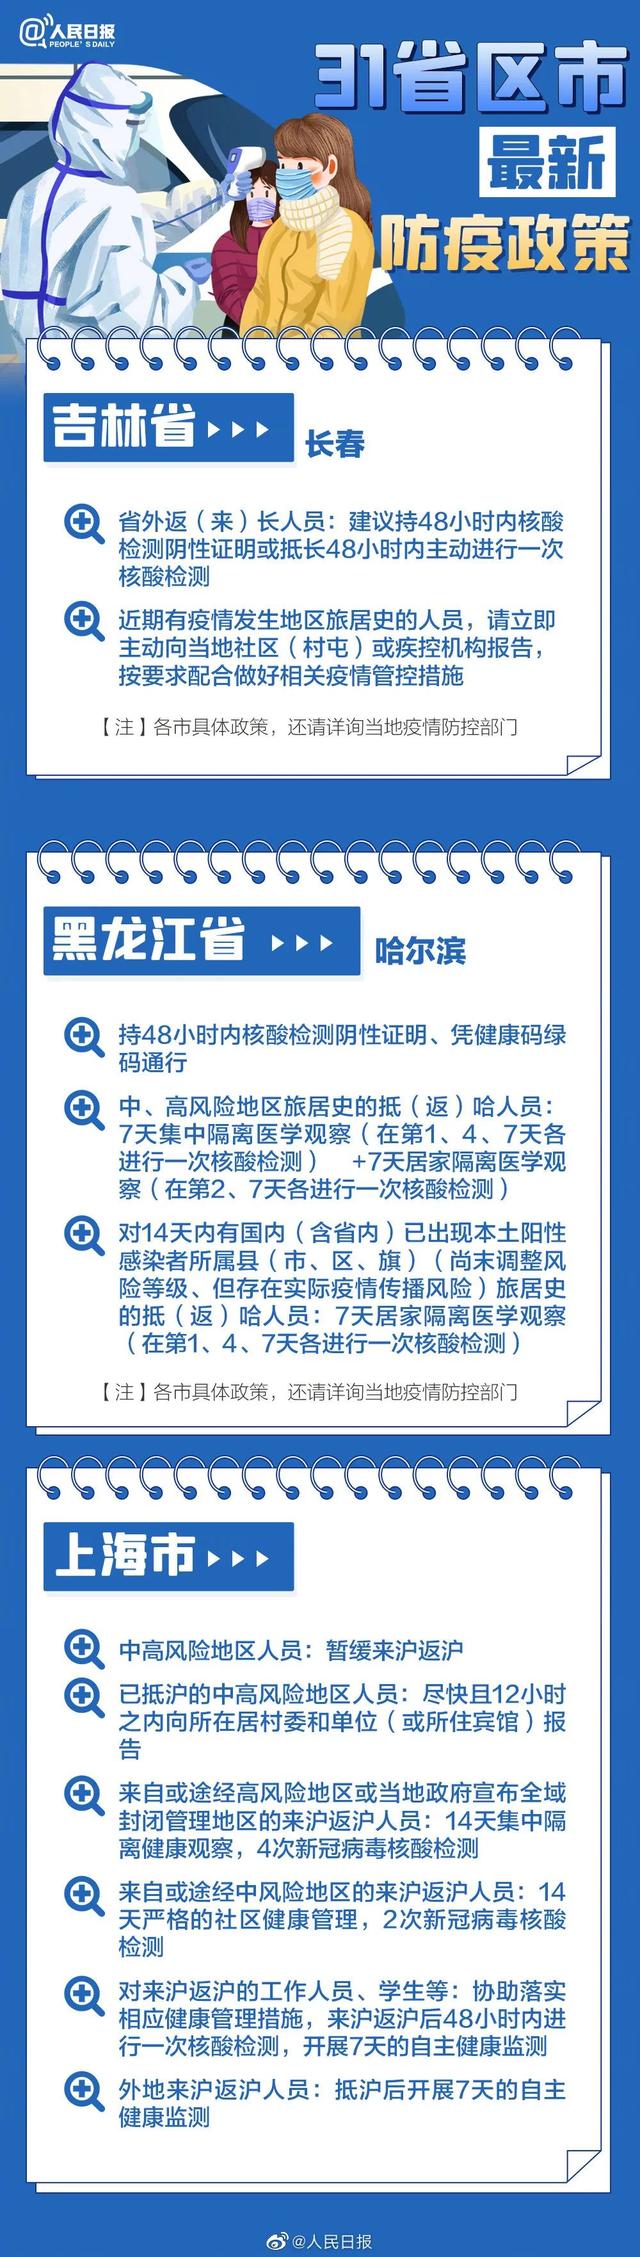 @人民日报
PEOPLE'S DAILY
31省区市
最新
防疫政策
吉林省
长春
省外返（来）长人员：建议持48小时内核酸
检测阴性证明或抵长48小时内主动进行一次
核酸检测
近期有疫情发生地区旅居史的人员，请立即
主动向当地社区（村屯）或疾控机构报告，
按要求配合做好相关疫情管控措施
【注】各市具体政策，还请详询当地疫情防控部门
黑龙江省
哈尔滨
持48小时内核酸检测阴性证明、凭健康码绿
码通行
中、高风险地区旅居史的抵（返）哈人员：
7天集中隔离医学观察（在第1、4、7天各
进行一次核酸检测） +7天居家隔离医学观
察（在第2、7天各进行一次核酸检测）
对14天内有国内（含省内）已出现本土阳性
感染者所属县（市、区、旗）（尚末调整风
险等级、但存在实际疫情传播风险）旅居史
的抵（返）哈人员：7天居家隔离医学观察
（在第1、4、7天各进行一次核酸检测）
【注】各市具体政策，还请详询当地疫情防控部门
上海市
中高风险地区人员：暂缓来沪返沪
已抵沪的中高风险地区人员：尽快且12小时
之内向所在居村委和单位（或所住宾馆）报
告
来自或途经高风险地区或当地政府宣布全域
封闭管理地区的来沪返沪人员：14天集中隔
离健康观察，4次新冠病毒核酸检测
来自或途经中风险地区的来沪返沪人员：14
天严格的社区健康管理，2次新冠病毒核酸
检测
对来沪返沪的工作人员、学生等：协助落实
相应健康管理措施，来沪返沪后48小时内进
行一次核酸检测，开展7天的自主健康监测
外地来沪返沪人员：抵沪后开展7天的自主
健康监测
@人民日报